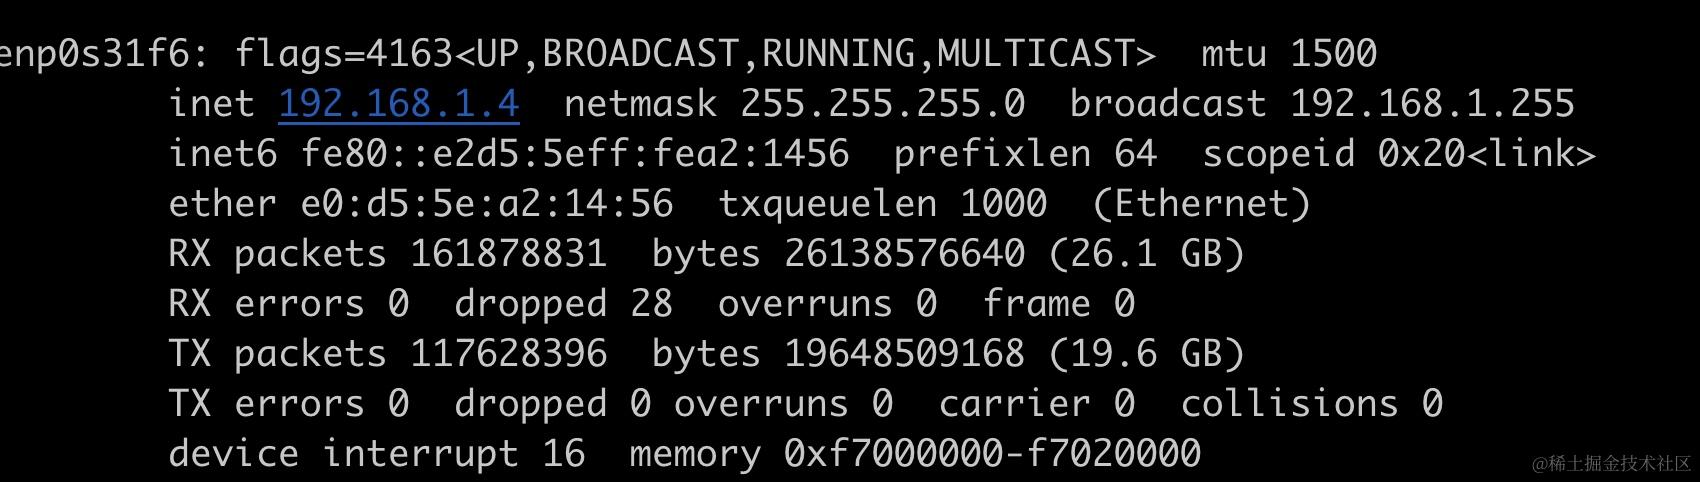 enp0s31f6: flags=4163<UP,BROADCAST,RUNNING,MULTICAST>  mtu 1500
inet 192.168.1.4  netmask 255.255.255.0  broadcast 192.168.1.255
inet6 fe80::e2d5:5eff:fea2:1456  prefixlen 64  scopeid 0x20<link>
ether e0:d5:5e:a2:14:56  txqueuelen 1000  (Ethernet)
RX packets 161878831  bytes 26138576640 (26.1 GB)
RX errors 0  dropped 28  overruns 0  frame 0
TX packets 117628396  bytes 19648509168 (19.6 GB)
TX errors 0  dropped 0 overruns 0  carrier 0  collisions 0
device interrupt 16  memory 0xf7000000-f7020000
@稀土掘金技术社区